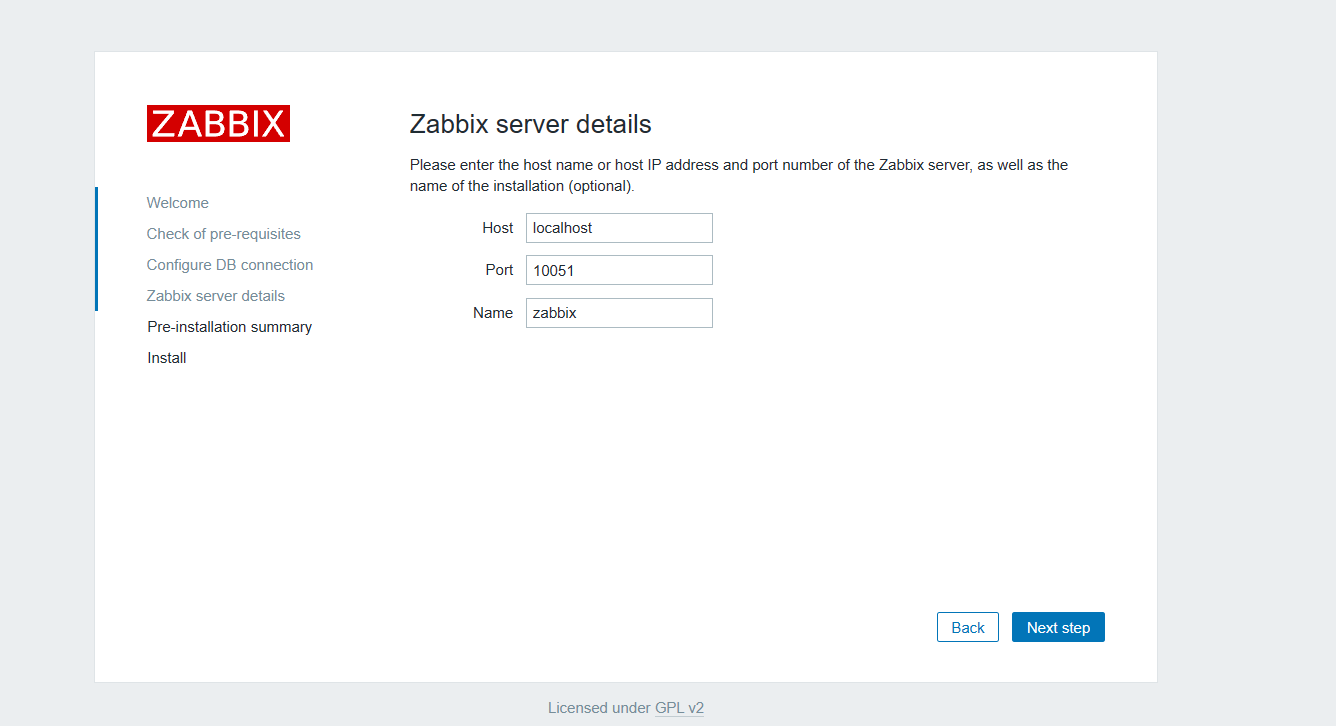 ZABBIX
Welcome
Check of pre-requisites
Configure DB connection
Zabbix server details
Pre-installation summary
Install
Zabbix server details
Please enter the host name or host IP address and port number of the Zabbix server, as well as the
name of the installation (optional).
Host localhost
Port 10051
Name zabbix
Back Next step
Licensed under GPL v2